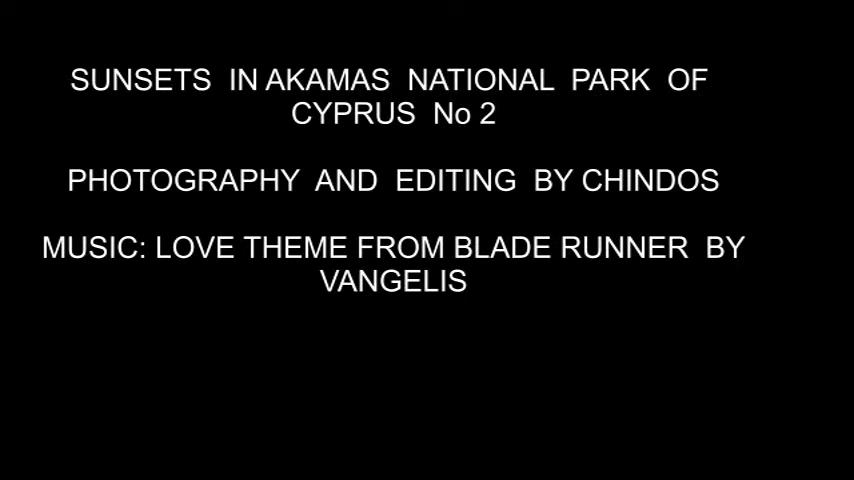 SUNSETS IN AKAMAS NATIONAL PARK OF
CYPRUS No 2
PHOTOGRAPHY AND EDITING BY CHINDOS
MUSIC: LOVE THEME FROM BLADE RUNNER BY
VANGELIS